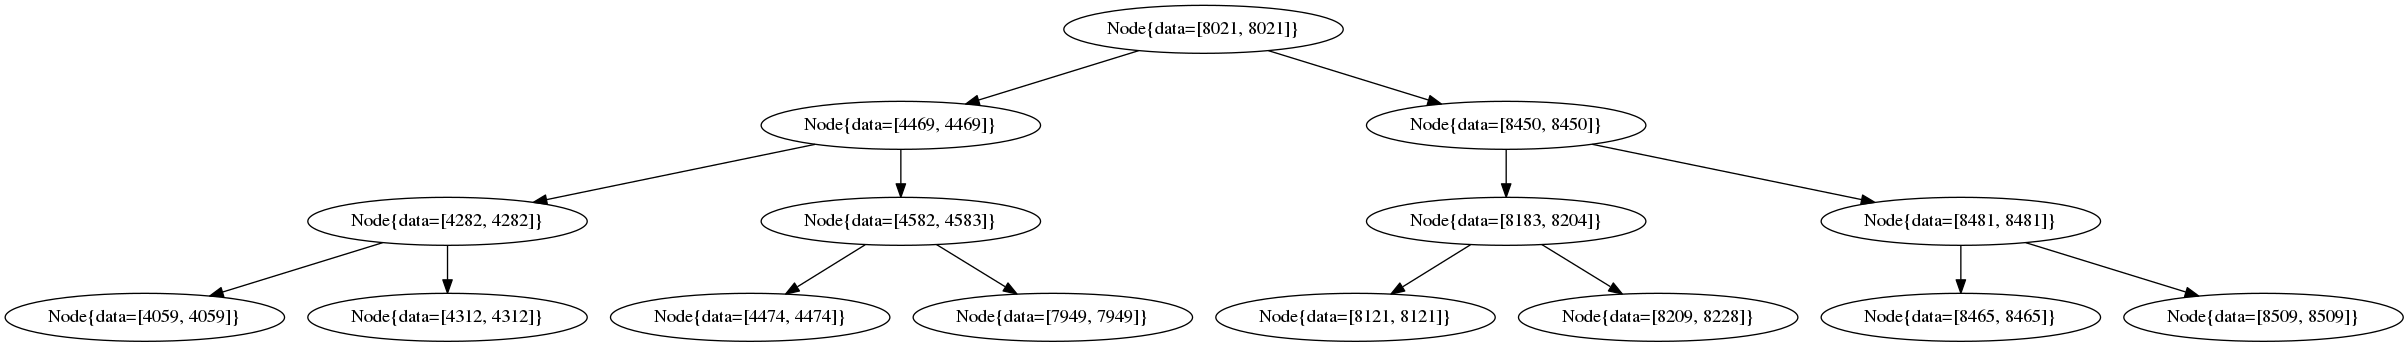 Node{data=[8021, 8021]}
Node{data=[4469, 4469]}
Node{data=[8450, 8450]}
Node{data=[4282, 4282]}
Node{data=[4582, 4583]}
Node{data=[8183, 8204]}
Node{data=[8481, 8481]}
Node{data=[4059, 4059]}
Node{data=[4312, 4312]}
Node{data=[4474, 4474]}
Node{data=[7949, 7949]}
Node{data=[8121, 8121]}
Node{data=[8209, 8228]}
Node{data=[8465, 8465]}
Node{data=[8509, 8509]}